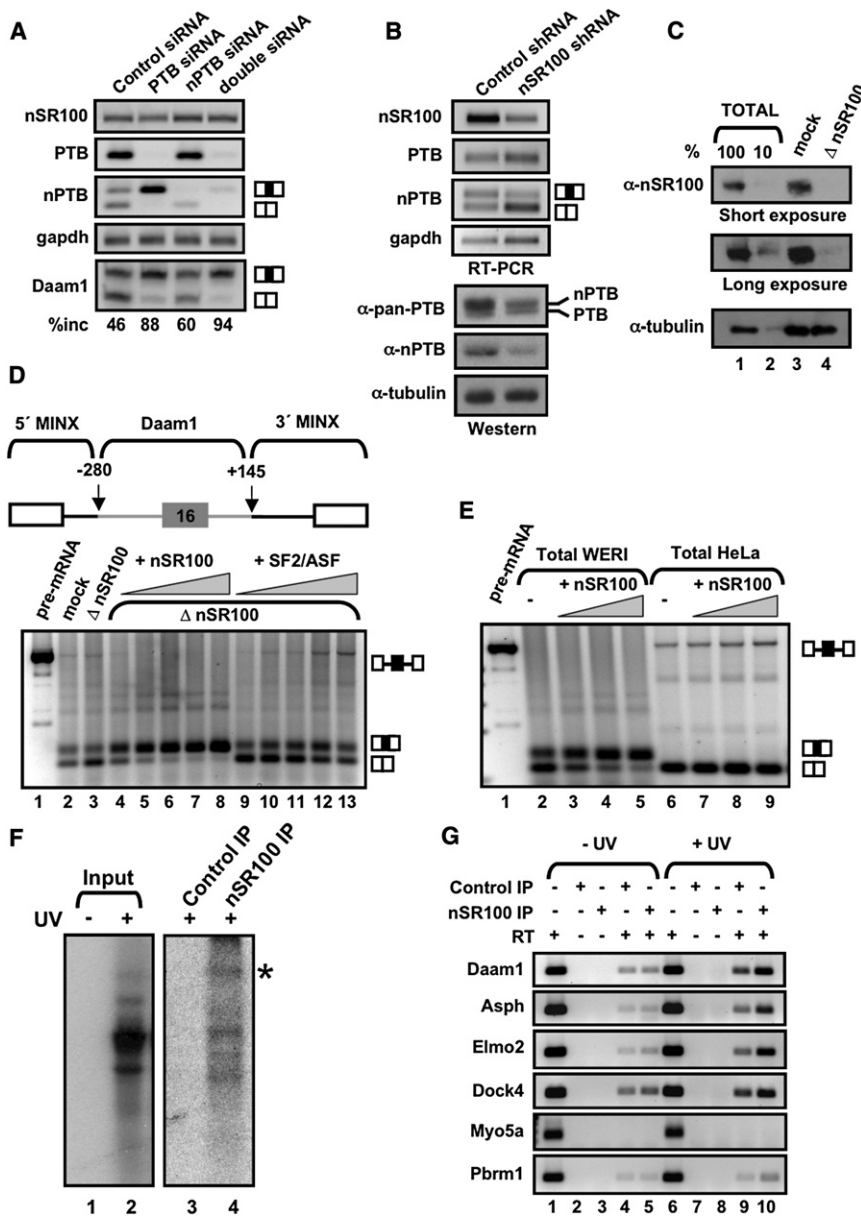 A
Control siRNA
PTB siRNA
nPTB siRNA
double siRNA
nSR100
PTB
nPTB
gapdh
Daam1
%inc 46 88 60 94
B
Control shRNA
nSR100 shRNA
nSR100
PTB
nPTB
gapdh
RT-PCR
α-pan-PTB
nPTB
PTB
α-nPTB
α-tubulin
Western
C
TOTAL
mock
Δ nSR100
% 100 10
α-nSR100
Short exposure
Long exposure
α-tubulin
1 2 3 4
D
5´ MINX Daam1 3´ MINX
-280 +145
16
pre-mRNA
mock
Δ nSR100
+ nSR100 + SF2/ASF
Δ nSR100
1 2 3 4 5 6 7 8 9 10 11 12 13
E
pre-mRNA
Total WERI Total HeLa
- + nSR100 - + nSR100
1 2 3 4 5 6 7 8 9
F
Input
Control IP
nSR100 IP
UV - + + +
*
1 2 3 4
G
- UV + UV
Control IP - + - + - - + - + -
nSR100 IP - - + - + - - + - +
RT + - - + + + - - + +
Daam1
Asph
Elmo2
Dock4
Myo5a
Pbrm1
1 2 3 4 5 6 7 8 9 10